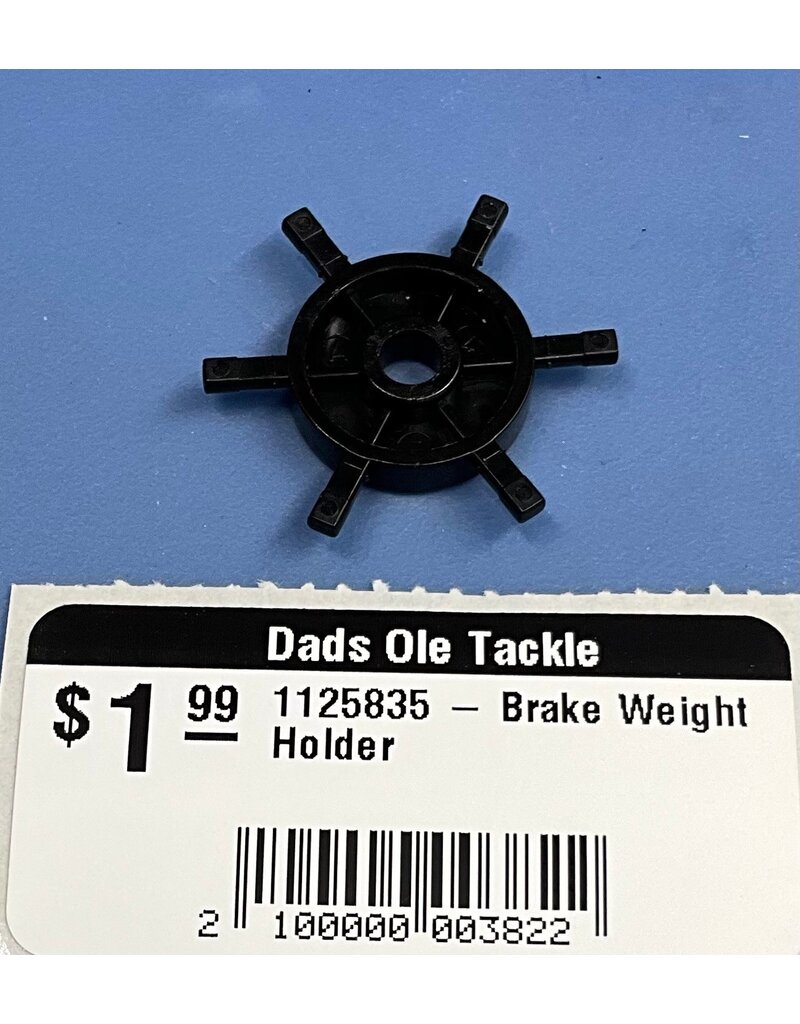 Dads Ole Tackle
$1 99 1125835 – Brake Weight
Holder
2 100000 003822